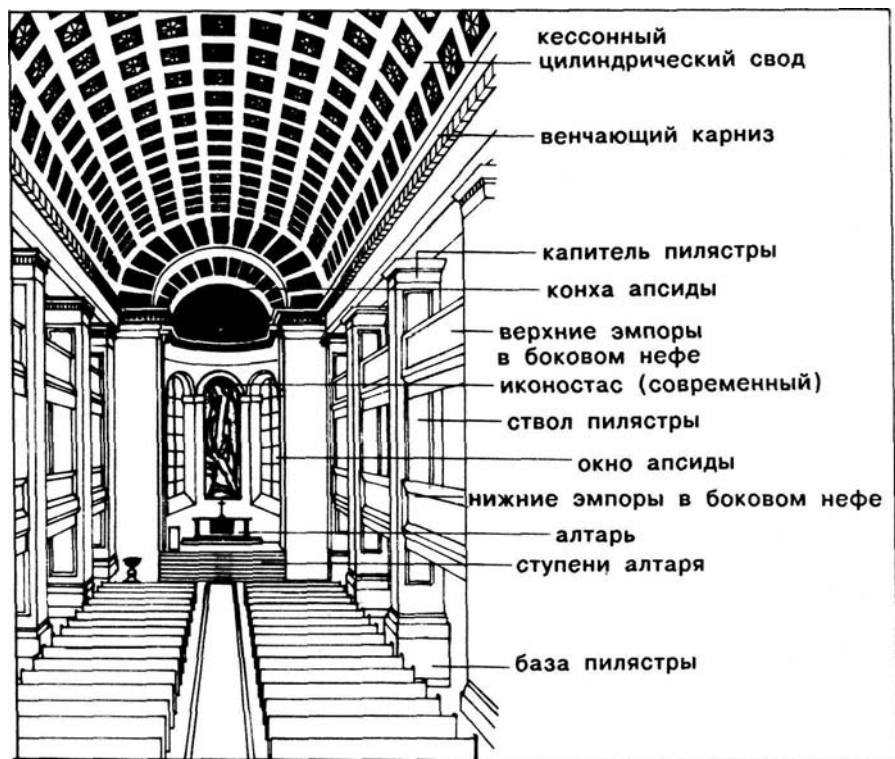 кессонный
цилиндрический свод
венчающий карниз
капитель пилястры
конха апсиды
верхние эмпоры
в боковом нефе
иконостас (современный)
ствол пилястры
окно апсиды
нижние эмпоры в боковом нефе
алтарь
ступени алтаря
база пилястры